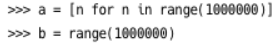 >>> a = [n for n in range(1000000)]
>>> b = range(1000000)